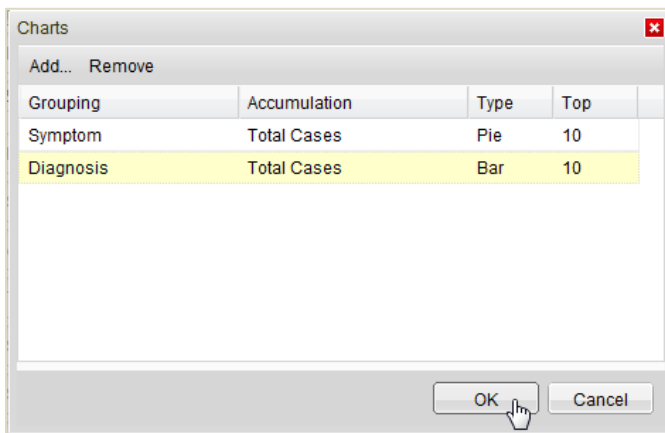 Charts
Add... Remove
Grouping Accumulation Type Top
Symptom Total Cases Pie 10
Diagnosis Total Cases Bar 10
OK Cancel